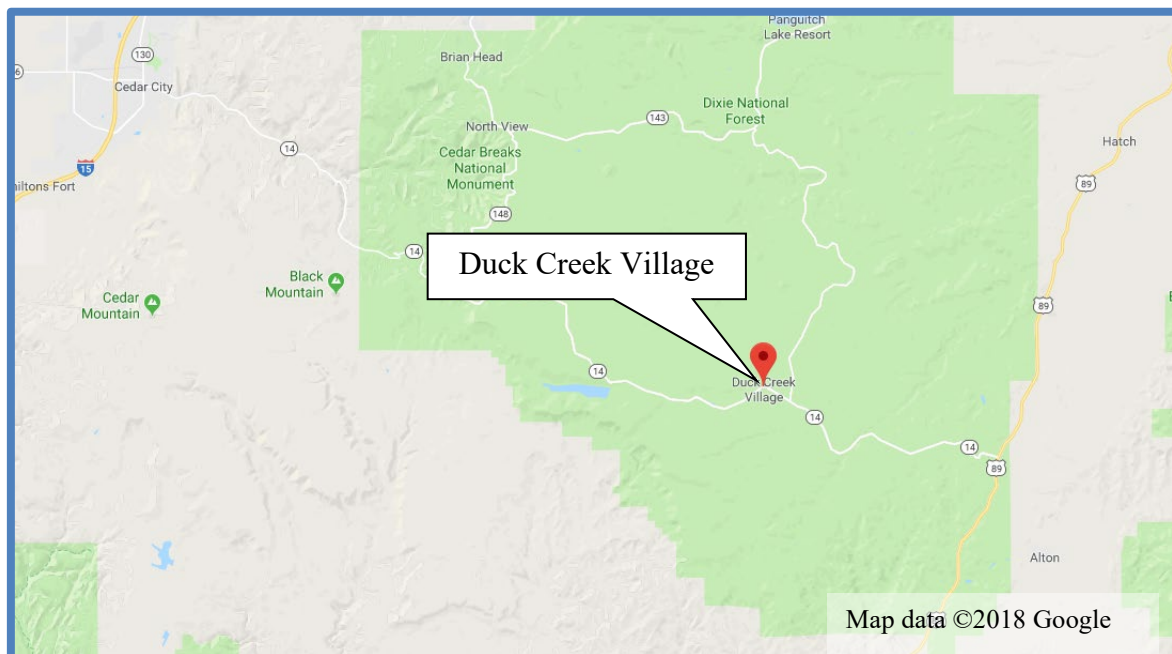 Panguitch
Lake Resort
130
Brian Head
6
Cedar City
Dixie National
Forest
143
North View
14
Hatch
Cedar Breaks
National
Monument
15
89
miltons Fort
148
14
Duck Creek Village
Black
Mountain
Cedar
Mountain
89
14
Duck Creek
Village
14
14
89
Alton
Map data ©2018 Google